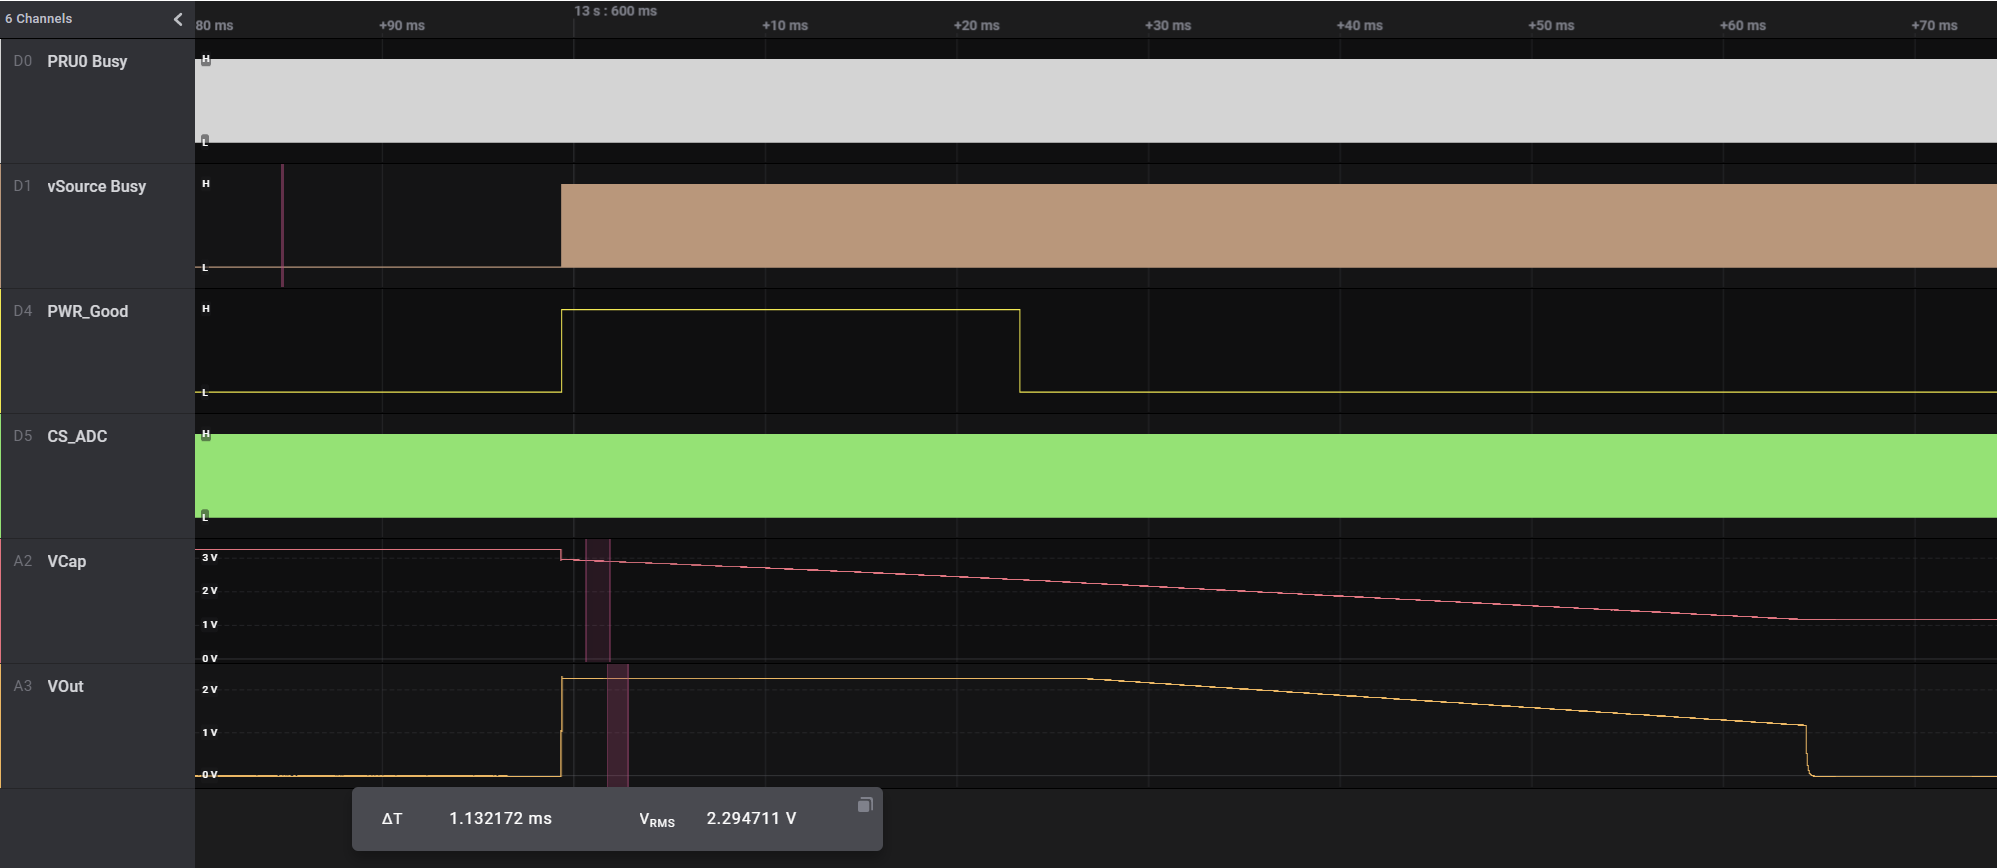 6 Channels
13 s : 600 ms
80 ms +90 ms +10 ms +20 ms +30 ms +40 ms +50 ms +60 ms +70 ms
D0 PRU0 Busy
H
L
D1 vSource Busy
H
L
D4 PWR_Good
H
L
D5 CS_ADC
H
L
A2 VCap
3 V
2 V
1 V
0 V
A3 VOut
2 V
1 V
0 V
ΔT 1.132172 ms VRMS 2.294711 V